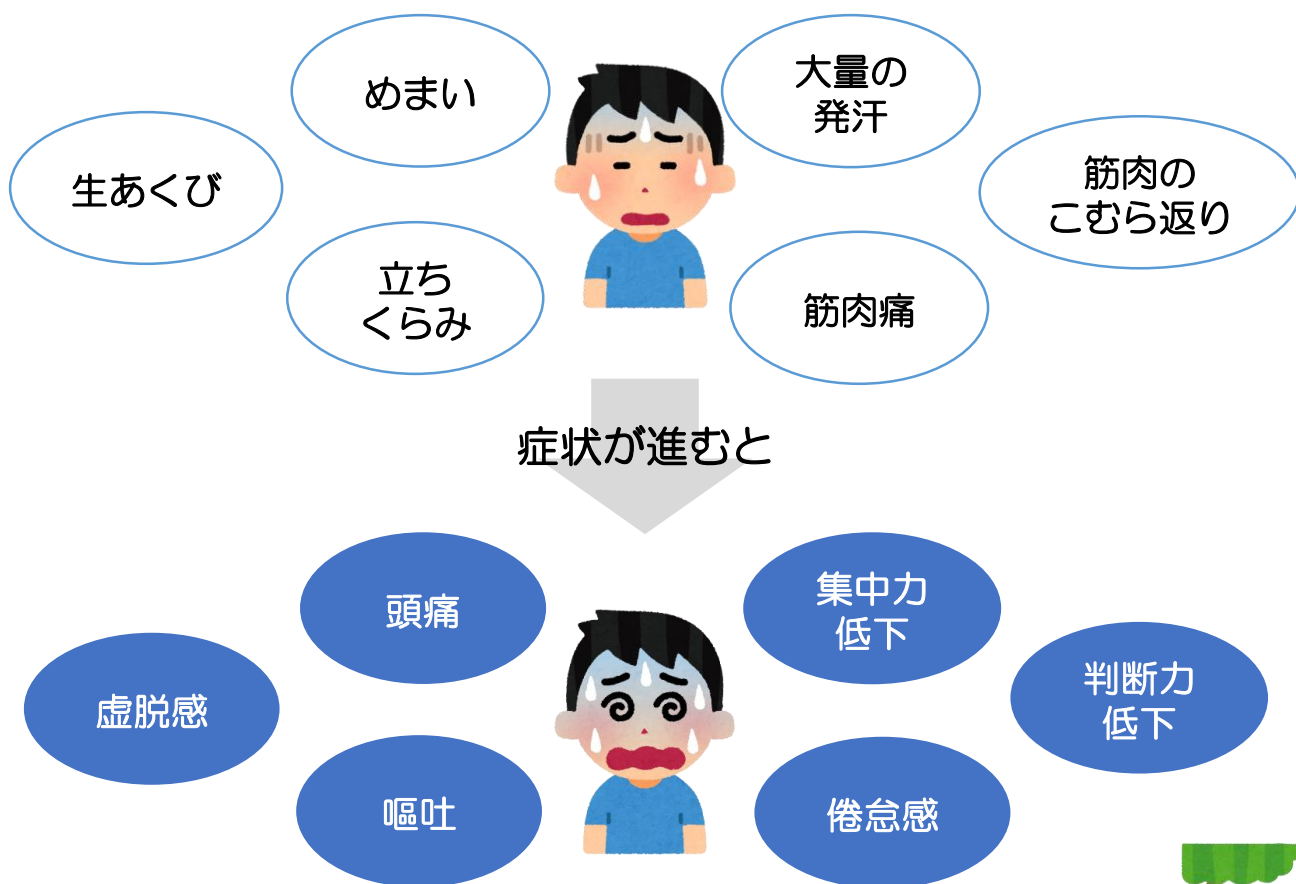 めまい
大量の
発汗
生あくび
筋肉の
こむら返り
立ち
くらみ
筋肉痛
症状が進むと
頭痛
集中力
低下
虚脱感
判断力
低下
嘔吐
倦怠感